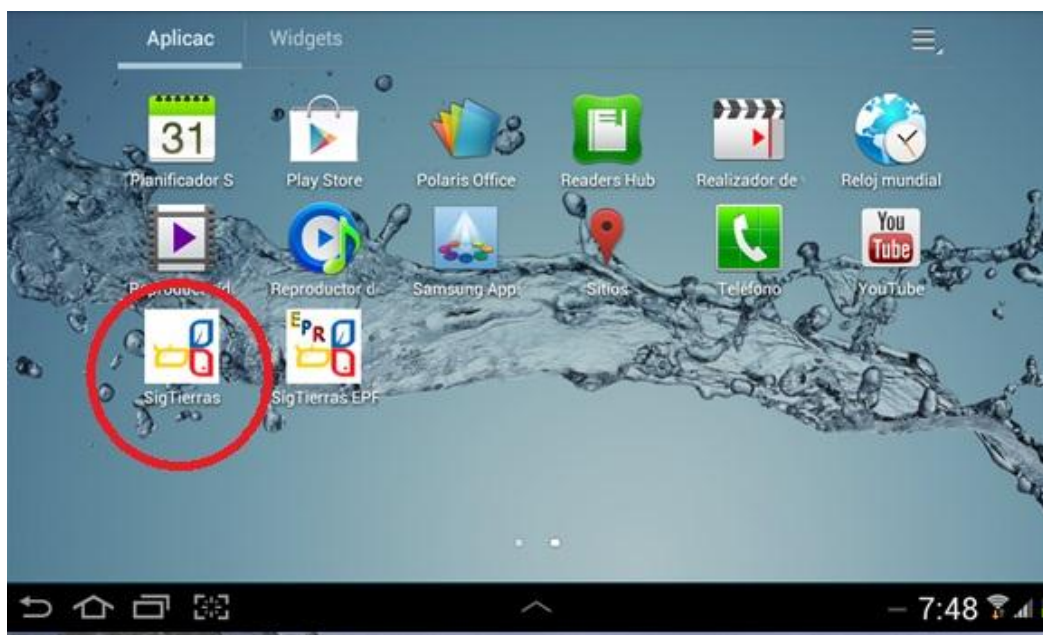 Aplicac Widgets
31
Planificador S Play Store Polaris Office Readers Hub Realizador de Reloj mundial
You
Tube
Reproductor d Samsung App Sitios Teléfono YouTube
EPR
SigTierras SigTierras EPF
7:48